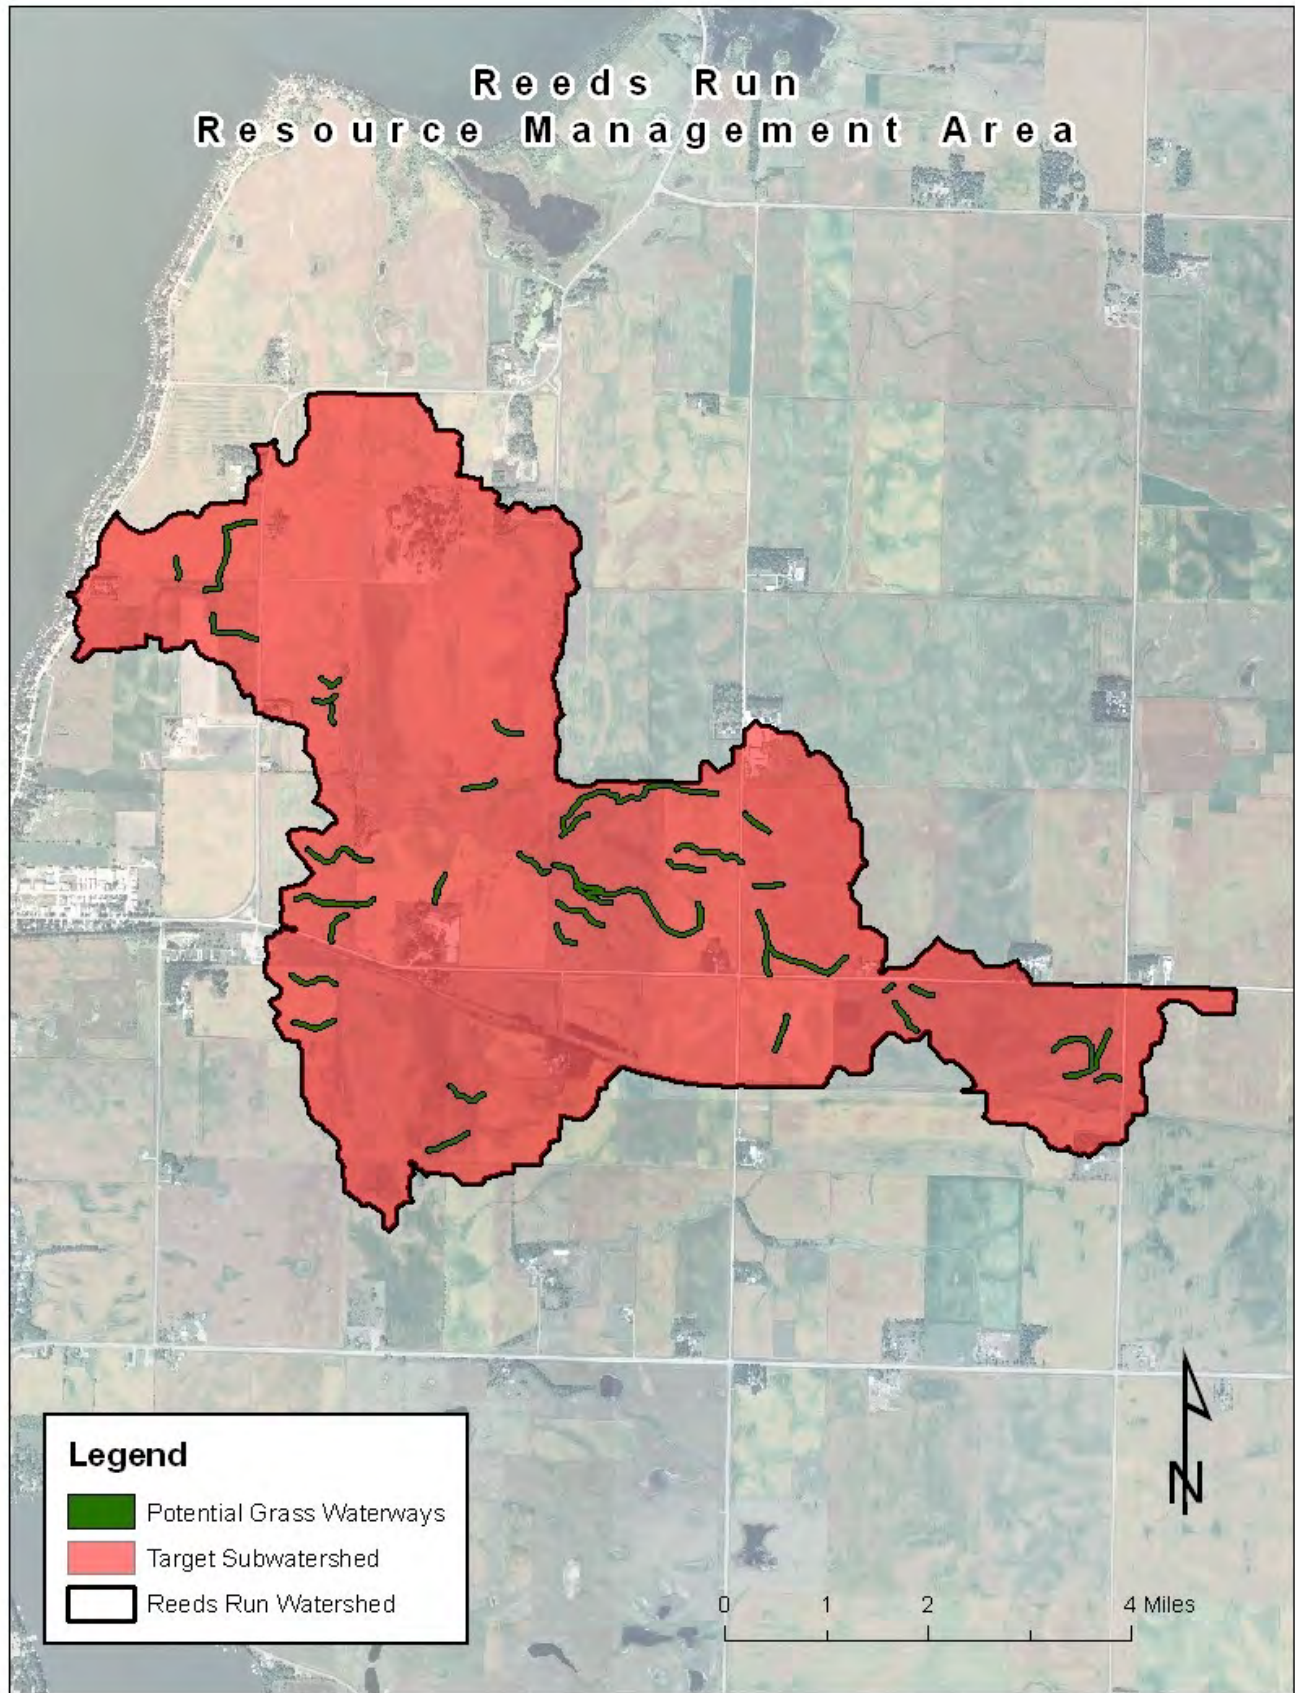 Reeds Run
Resource Management Area
Legend
Potential Grass Waterways
Target Subwatershed
Reeds Run Watershed
N
0 1 2 4 Miles